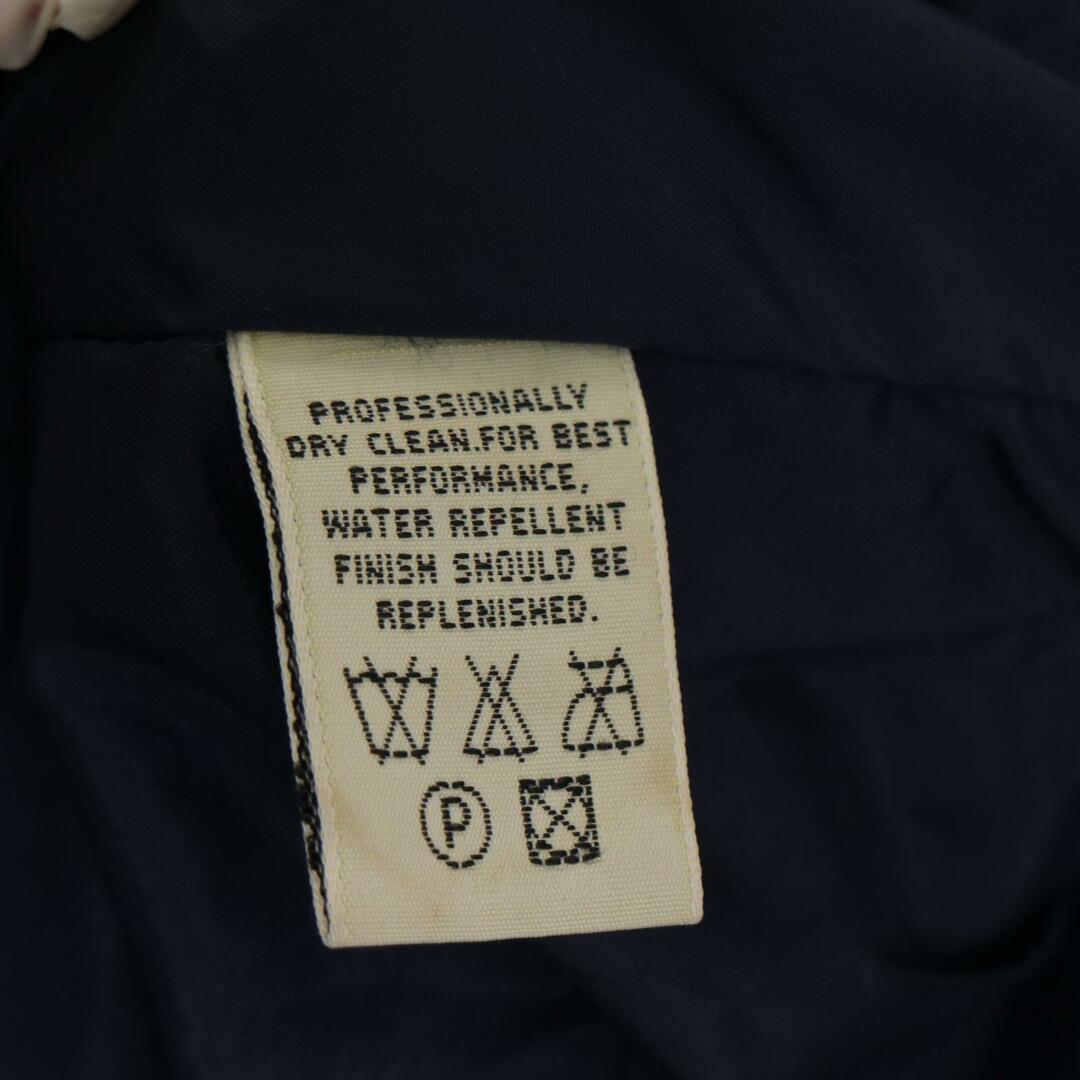 PROFESSIONALLY
DRY CLEAN.FOR BEST
PERFORMANCE,
WATER REPELLENT
FINISH SHOULD BE
REPLENISHED.
P